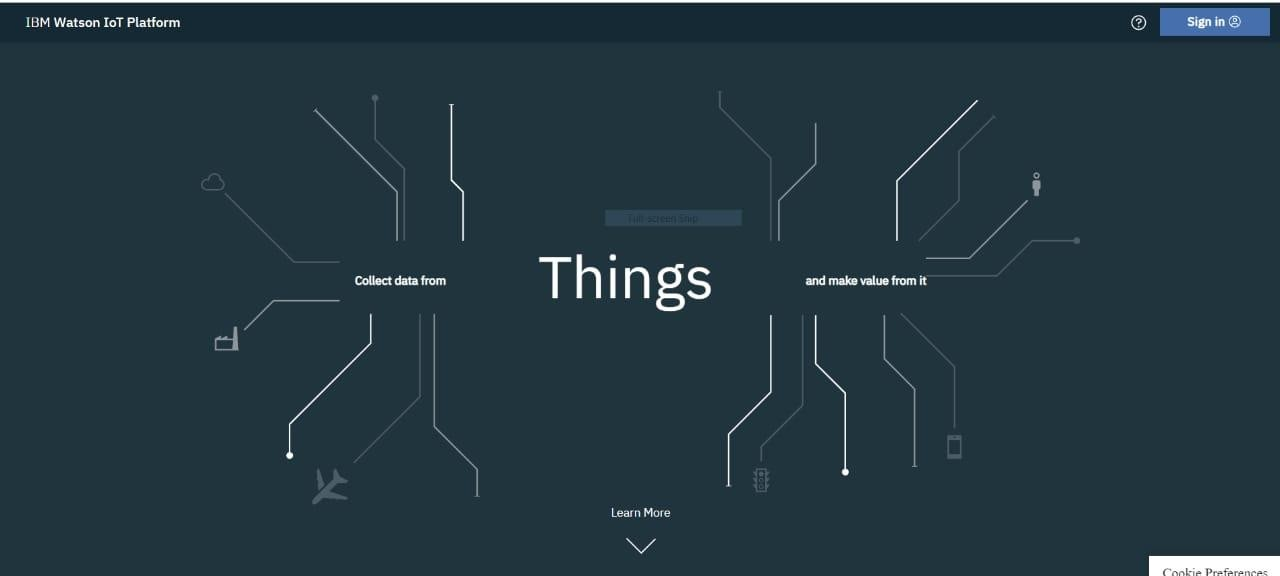 IBM Watson IoT Platform
Sign in
Full-screen Snip
Collect data from
Things
and make value from it
Learn More
Cookie Preferences